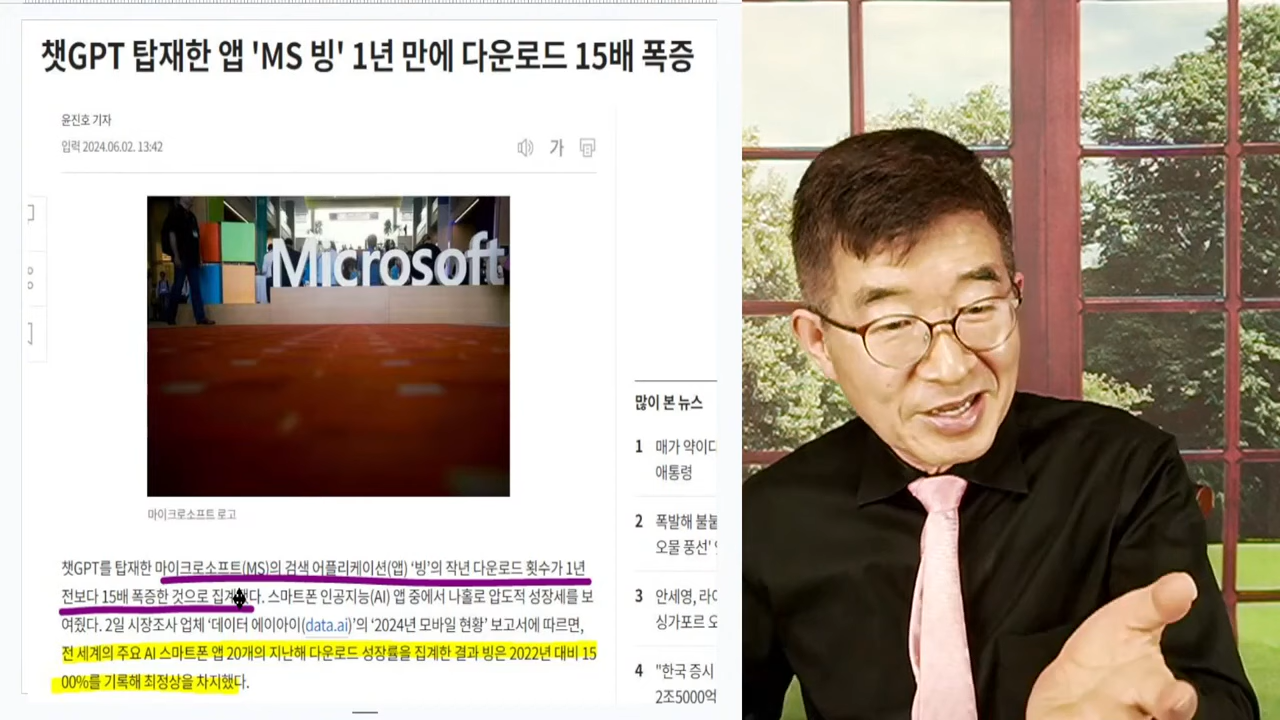 챗GPT 탑재한 앱 'MS 빙' 1년 만에 다운로드 15배 폭증
윤진호 기자
입력 2024.06.02. 13:42
가
Microsoft
마이크로소프트 로고
챗GPT를 탑재한 마이크로소프트(MS)의 검색 어플리케이션(앱) ‘빙’의 작년 다운로드 횟수가 1년
전보다 15배 폭증한 것으로 집계다. 스마트폰 인공지능(AI) 앱 중에서 나홀로 압도적 성장세를 보
여줬다. 2일 시장조사 업체 ‘데이터 에이아이(data.ai)’의 ‘2024년 모바일 현황’ 보고서에 따르면,
전 세계의 주요 AI 스마트폰 앱 20개의 지난해 다운로드 성장률을 집계한 결과 빙은 2022년 대비 15
00%를 기록해 최정상을 차지했다.
많이 본 뉴스
1 매가 약이다
애통령
2 폭발해 불붙
오물 풍선'
3 안세영, 라이
싱가포르 오
4 "한국 증시
2조5000억